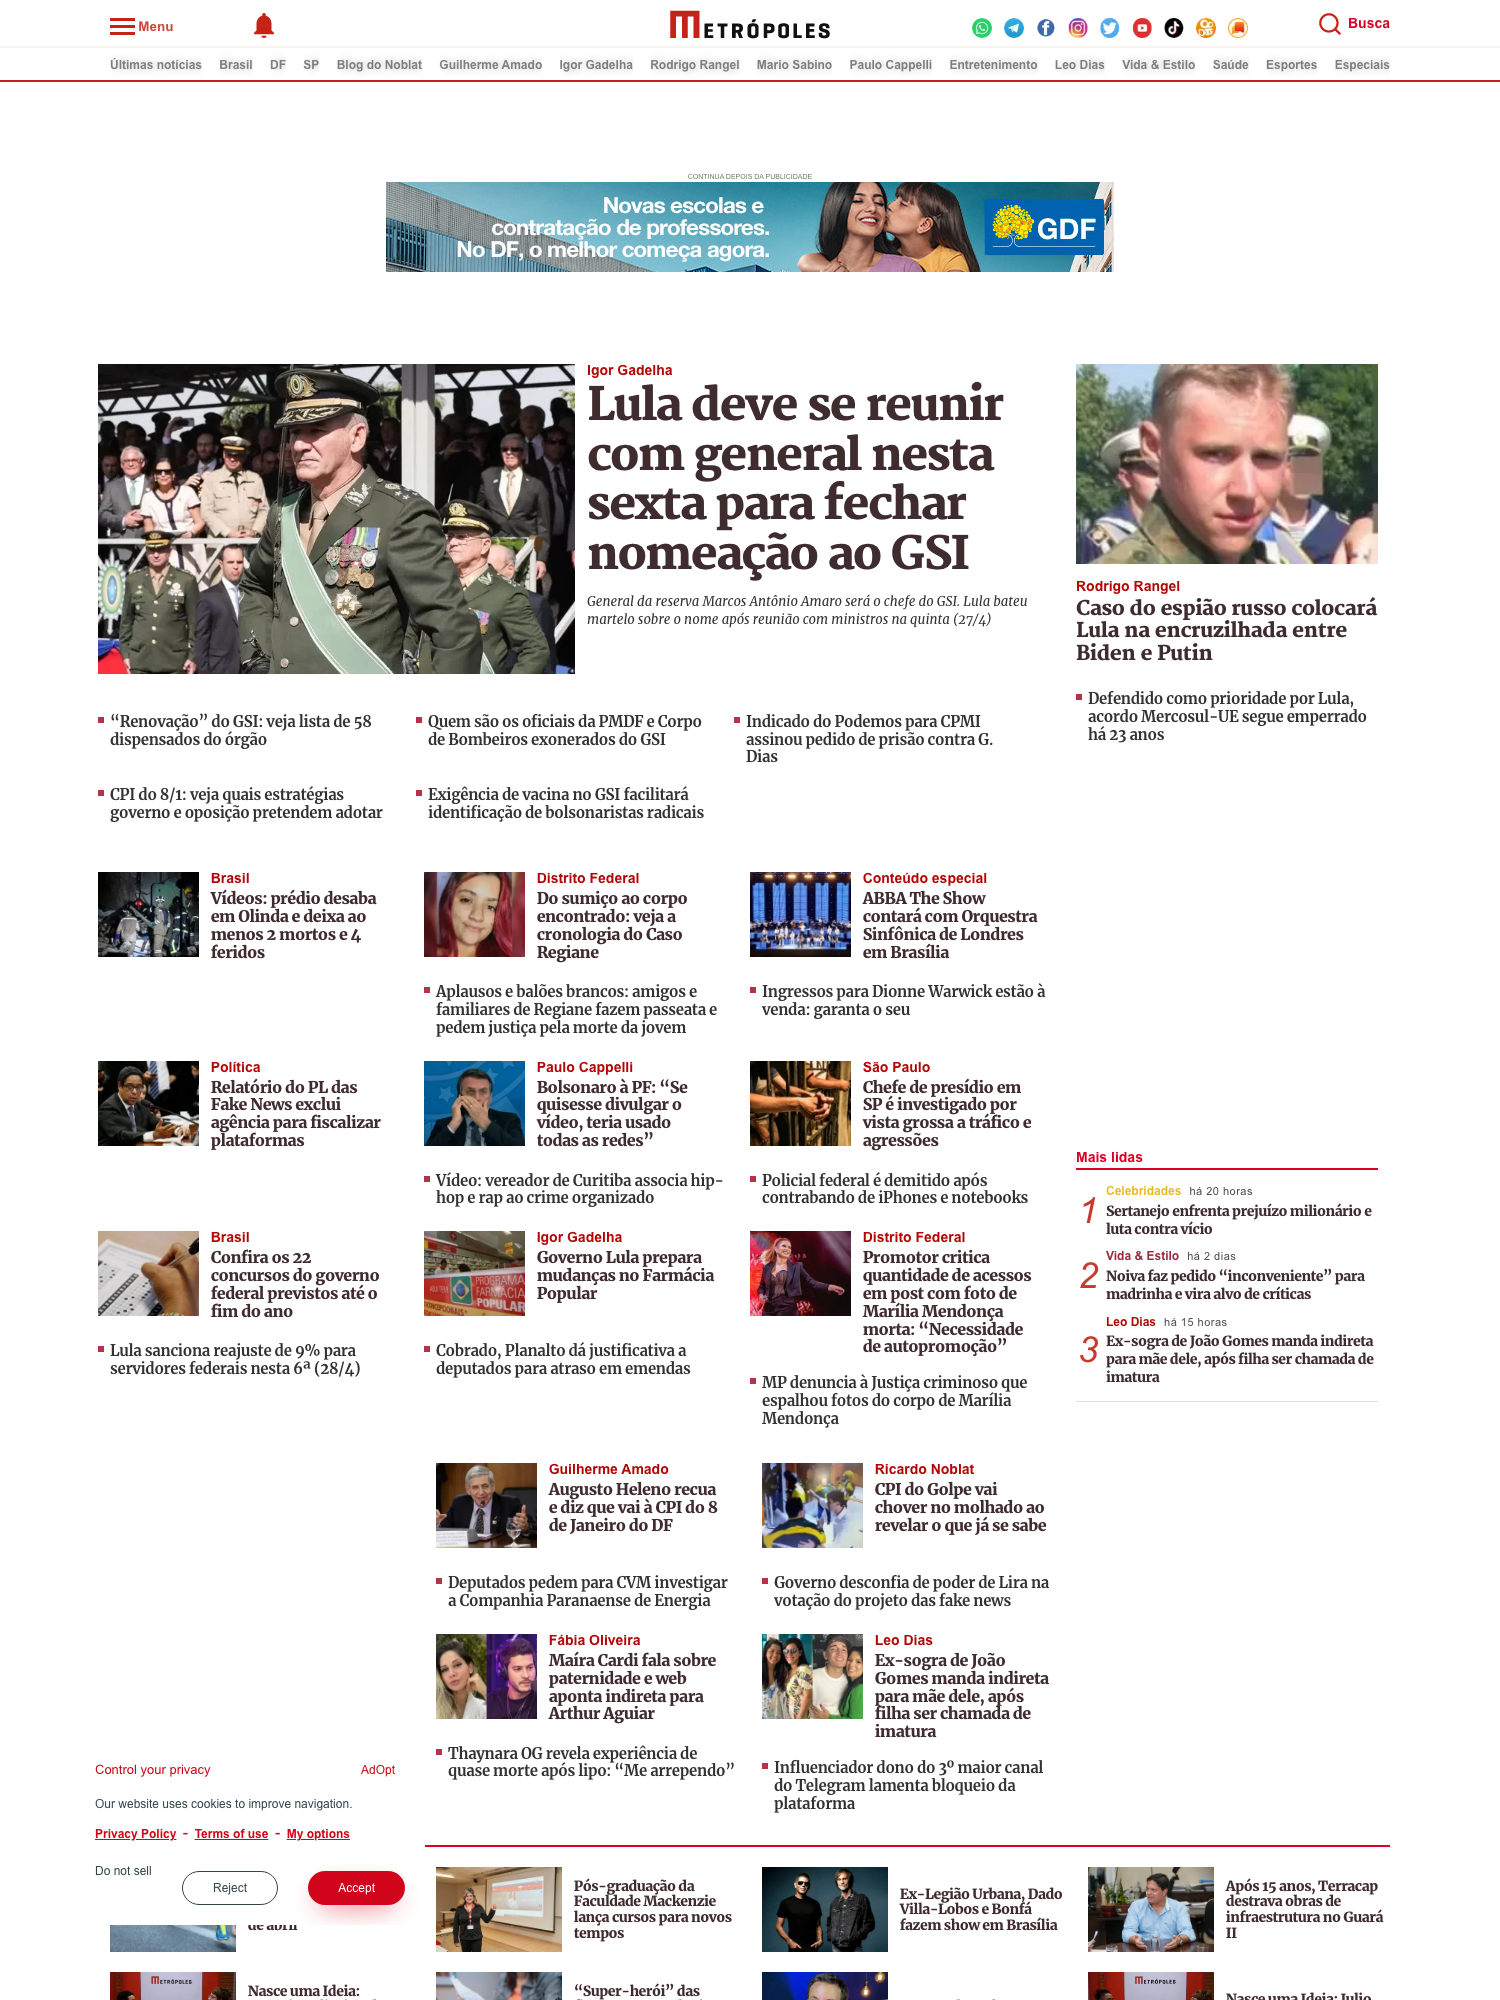 Menu
METRÓPOLES
Busca
Últimas notícias Brasil DF SP Blog do Noblat Guilherme Amado Igor Gadelha Rodrigo Rangel Mario Sabino Paulo Cappelli Entretenimento Leo Dias Vida & Estilo Saúde Esportes Especiais
CONTINUA DEPOIS DA PUBLICIDADE
Novas escolas e
contratação de professores.
No DF, o melhor começa agora.
GDF
Igor Gadelha
Lula deve se reunir
com general nesta
sexta para fechar
nomeação ao GSI
General da reserva Marcos Antônio Amaro será o chefe do GSI. Lula bateu
martelo sobre o nome após reunião com ministros na quinta (27/4)
Rodrigo Rangel
Caso do espião russo colocará
Lula na encruzilhada entre
Biden e Putin
Defendido como prioridade por Lula,
acordo Mercosul-UE segue emperrado
há 23 anos
“Renovação” do GSI: veja lista de 58
dispensados do órgão
Quem são os oficiais da PMDF e Corpo
de Bombeiros exonerados do GSI
Indicado do Podemos para CPMI
assinou pedido de prisão contra G.
Dias
CPI do 8/1: veja quais estratégias
governo e oposição pretendem adotar
Exigência de vacina no GSI facilitará
identificação de bolsonaristas radicais
Brasil
Vídeos: prédio desaba
em Olinda e deixa ao
menos 2 mortos e 4
feridos
Distrito Federal
Do sumiço ao corpo
encontrado: veja a
cronologia do Caso
Regiane
Aplausos e balões brancos: amigos e
familiares de Regiane fazem passeata e
pedem justiça pela morte da jovem
Conteúdo especial
ABBA The Show
contará com Orquestra
Sinfônica de Londres
em Brasília
Ingressos para Dionne Warwick estão à
venda: garanta o seu
Política
Relatório do PL das
Fake News exclui
agência para fiscalizar
plataformas
Paulo Cappelli
Bolsonaro à PF: “Se
quisesse divulgar o
vídeo, teria usado
todas as redes”
Vídeo: vereador de Curitiba associa hip-
hop e rap ao crime organizado
São Paulo
Chefe de presídio em
SP é investigado por
vista grossa a tráfico e
agressões
Policial federal é demitido após
contrabando de iPhones e notebooks
Brasil
Confira os 22
concursos do governo
federal previstos até o
fim do ano
Lula sanciona reajuste de 9% para
servidores federais nesta 6ª (28/4)
PROGRAMA
FARMÁCIA
POPULAR
Igor Gadelha
Governo Lula prepara
mudanças no Farmácia
Popular
Cobrado, Planalto dá justificativa a
deputados para atraso em emendas
Distrito Federal
Promotor critica
quantidade de acessos
em post com foto de
Marília Mendonça
morta: “Necessidade
de autopromoção”
MP denuncia à Justiça criminoso que
espalhou fotos do corpo de Marília
Mendonça
Mais lidas
1
Celebridades há 20 horas
Sertanejo enfrenta prejuízo milionário e
luta contra vício
2
Vida & Estilo há 2 dias
Noiva faz pedido “inconveniente” para
madrinha e vira alvo de críticas
3
Leo Dias há 15 horas
Ex-sogra de João Gomes manda indireta
para mãe dele, após filha ser chamada de
imatura
Guilherme Amado
Augusto Heleno recua
e diz que vai à CPI do 8
de Janeiro do DF
Deputados pedem para CVM investigar
a Companhia Paranaense de Energia
Ricardo Noblat
CPI do Golpe vai
chover no molhado ao
revelar o que já se sabe
Governo desconfia de poder de Lira na
votação do projeto das fake news
Fábia Oliveira
Maíra Cardi fala sobre
paternidade e web
aponta indireta para
Arthur Aguiar
Thaynara OG revela experiência de
quase morte após lipo: “Me arrependo”
Leo Dias
Ex-sogra de João
Gomes manda indireta
para mãe dele, após
filha ser chamada de
imatura
Influenciador dono do 3º maior canal
do Telegram lamenta bloqueio da
plataforma
Control your privacy
AdOpt
Our website uses cookies to improve navigation.
Privacy Policy - Terms of use - My options
Do not sell
Reject
Accept
de abril
Pós-graduação da
Faculdade Mackenzie
lança cursos para novos
tempos
Ex-Legião Urbana, Dado
Villa-Lobos e Bonfá
fazem show em Brasília
Após 15 anos, Terracap
destrava obras de
infraestrutura no Guará
II
METRÓPOLES
Nasce uma Ideia:
“Super-herói” das
METRÓPOLES
Nasce uma Ideia: Julio